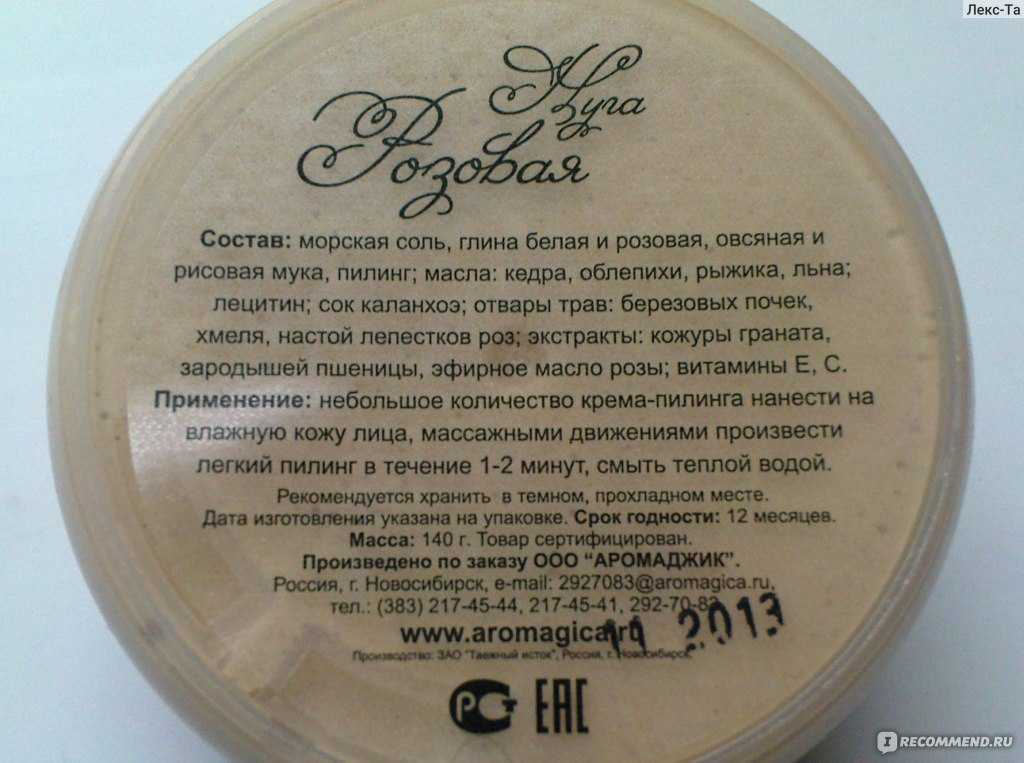 Лекс-Та
Нуга
Розовая
Состав: морская соль, глина белая и розовая, овсяная и
рисовая мука, пилинг; масла: кедра, облепихи, рыжика, льна;
лецитин; сок каланхоэ; отвары трав: березовых почек,
хмеля, настой лепестков роз; экстракты: кожуры граната,
зародышей пшеницы, эфирное масло розы; витамины Е, С.
Применение: небольшое количество крема-пилинга нанести на
влажную кожу лица, массажными движениями произвести
легкий пилинг в течение 1-2 минут, смыть теплой водой.
Рекомендуется хранить в темном, прохладном месте.
Дата изготовления указана на упаковке. Срок годности: 12 месяцев.
Масса: 140 г. Товар сертифицирован.
Произведено по заказу ООО "АРОМАДЖИК".
Россия, г. Новосибирск, e-mail: 2927083@aromagica.ru,
тел.: (383) 217-45-44, 217-45-41, 292-70-83
www.aromagica.ru
11 2013
Производство: ЗАО "Таежный исток", Россия, г. Новосибирск,
РСТ EAC
IRECOMMEND.RU